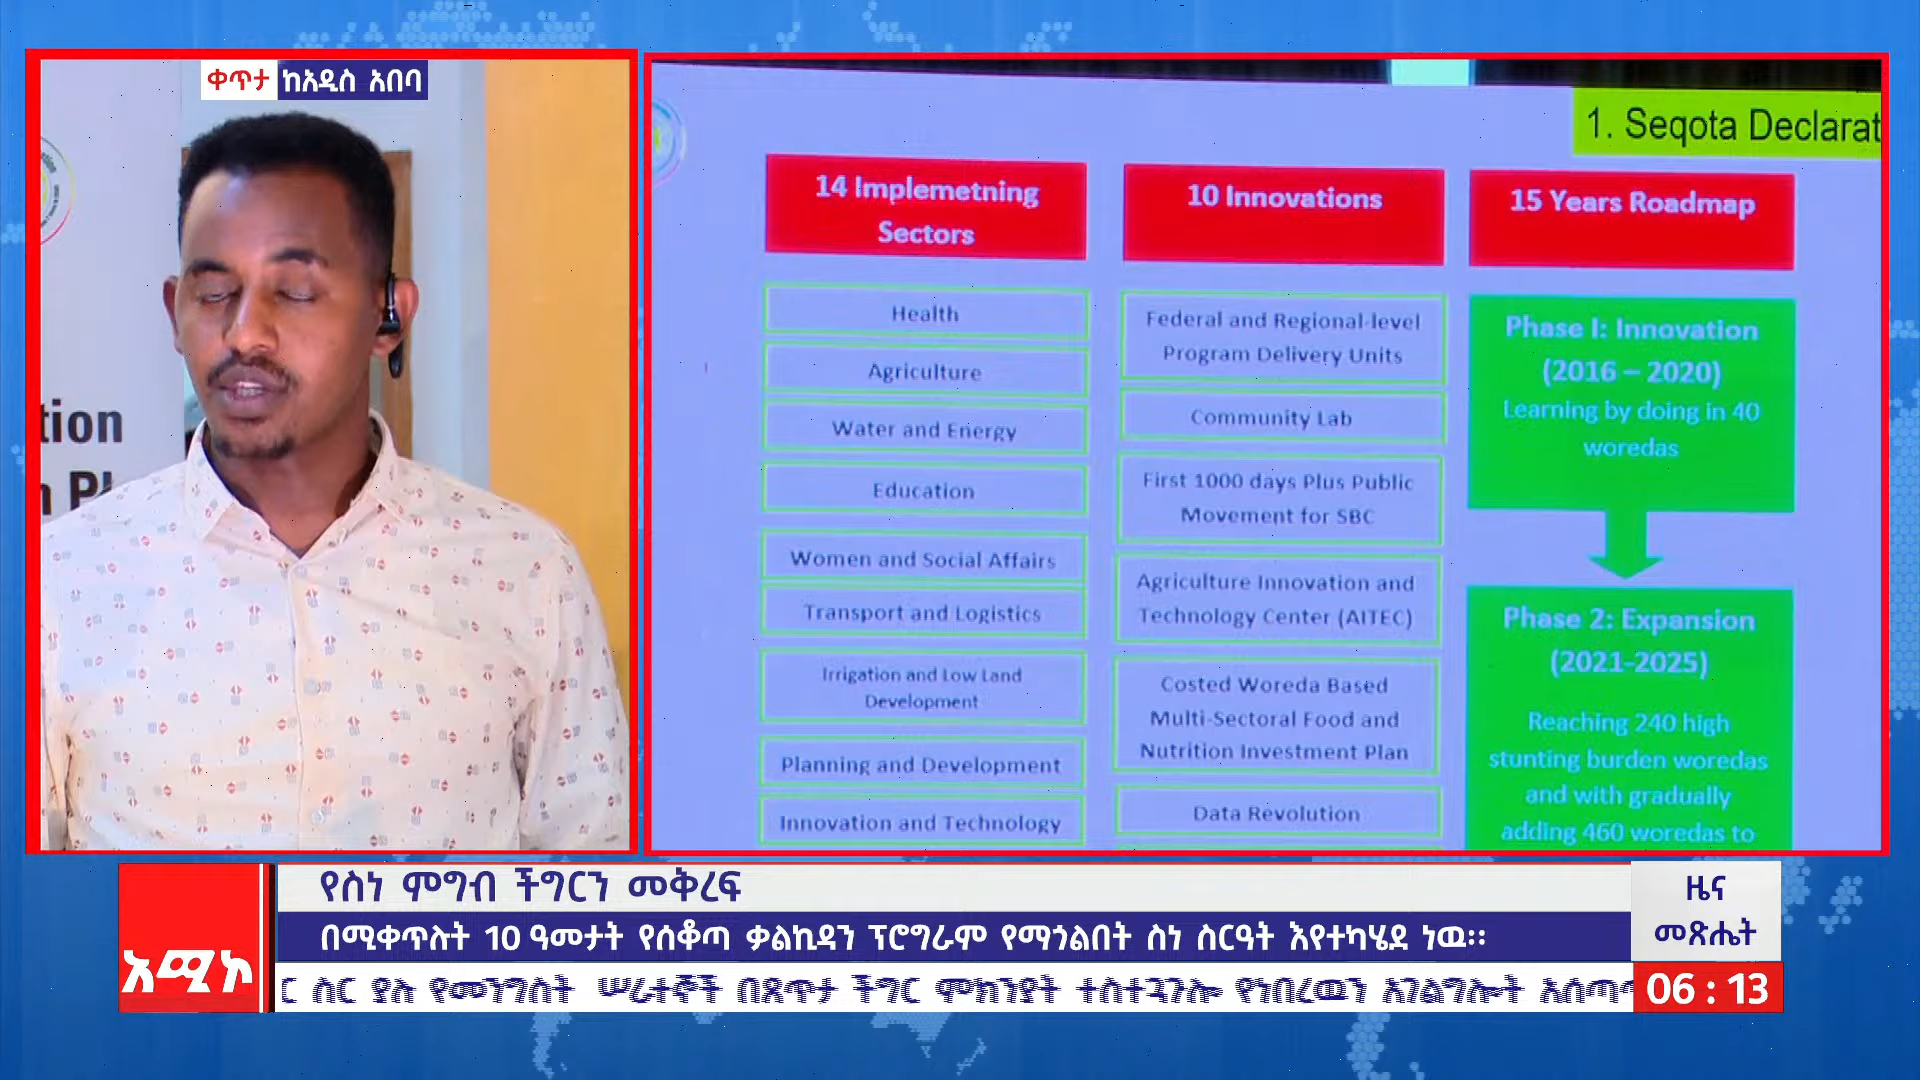 ቀጥታ ከአዲስ አበባ
tion
1. Seqota Declarat
14 Implemetning
Sectors
Health
Agriculture
Water and Energy
Education
Women and Social Affairs
Transport and Logistics
Irrigation and Low Land
Development
Planning and Development
Innovation and Technology
10 Innovations
Federal and Regional-level
Program Delivery Units
Community Lab
First 1000 days Plus Public
Movement for SBC
Agriculture Innovation and
Technology Center (AITEC)
Costed Woreda Based
Multi-Sectoral Food and
Nutrition Investment Plan
Data Revolution
15 Years Roadmap
Phase I: Innovation
(2016 – 2020)
Learning by doing in 40
woredas
Phase 2: Expansion
(2021-2025)
Reaching 240 high
stunting burden woredas
and with gradually
adding 460 woredas to
የስነ ምግብ ችግርን መቅረፍ
በሚቀጥሉት 10 ዓመታት የሰቆጣ ቃልኪዳን ፕሮግራም የማጎልበት ስነ ስርዓት እየተካሄደ ነዉ።
አሚኮ
ዜና
መጽሔት
ር ስር ያሉ የመንግስት ሠራተኞች በጸጥታ ችግር ምክንያት ተስተጓጉሎ የነበረዉን አገልግሎት አሰጣጥ
06 : 13